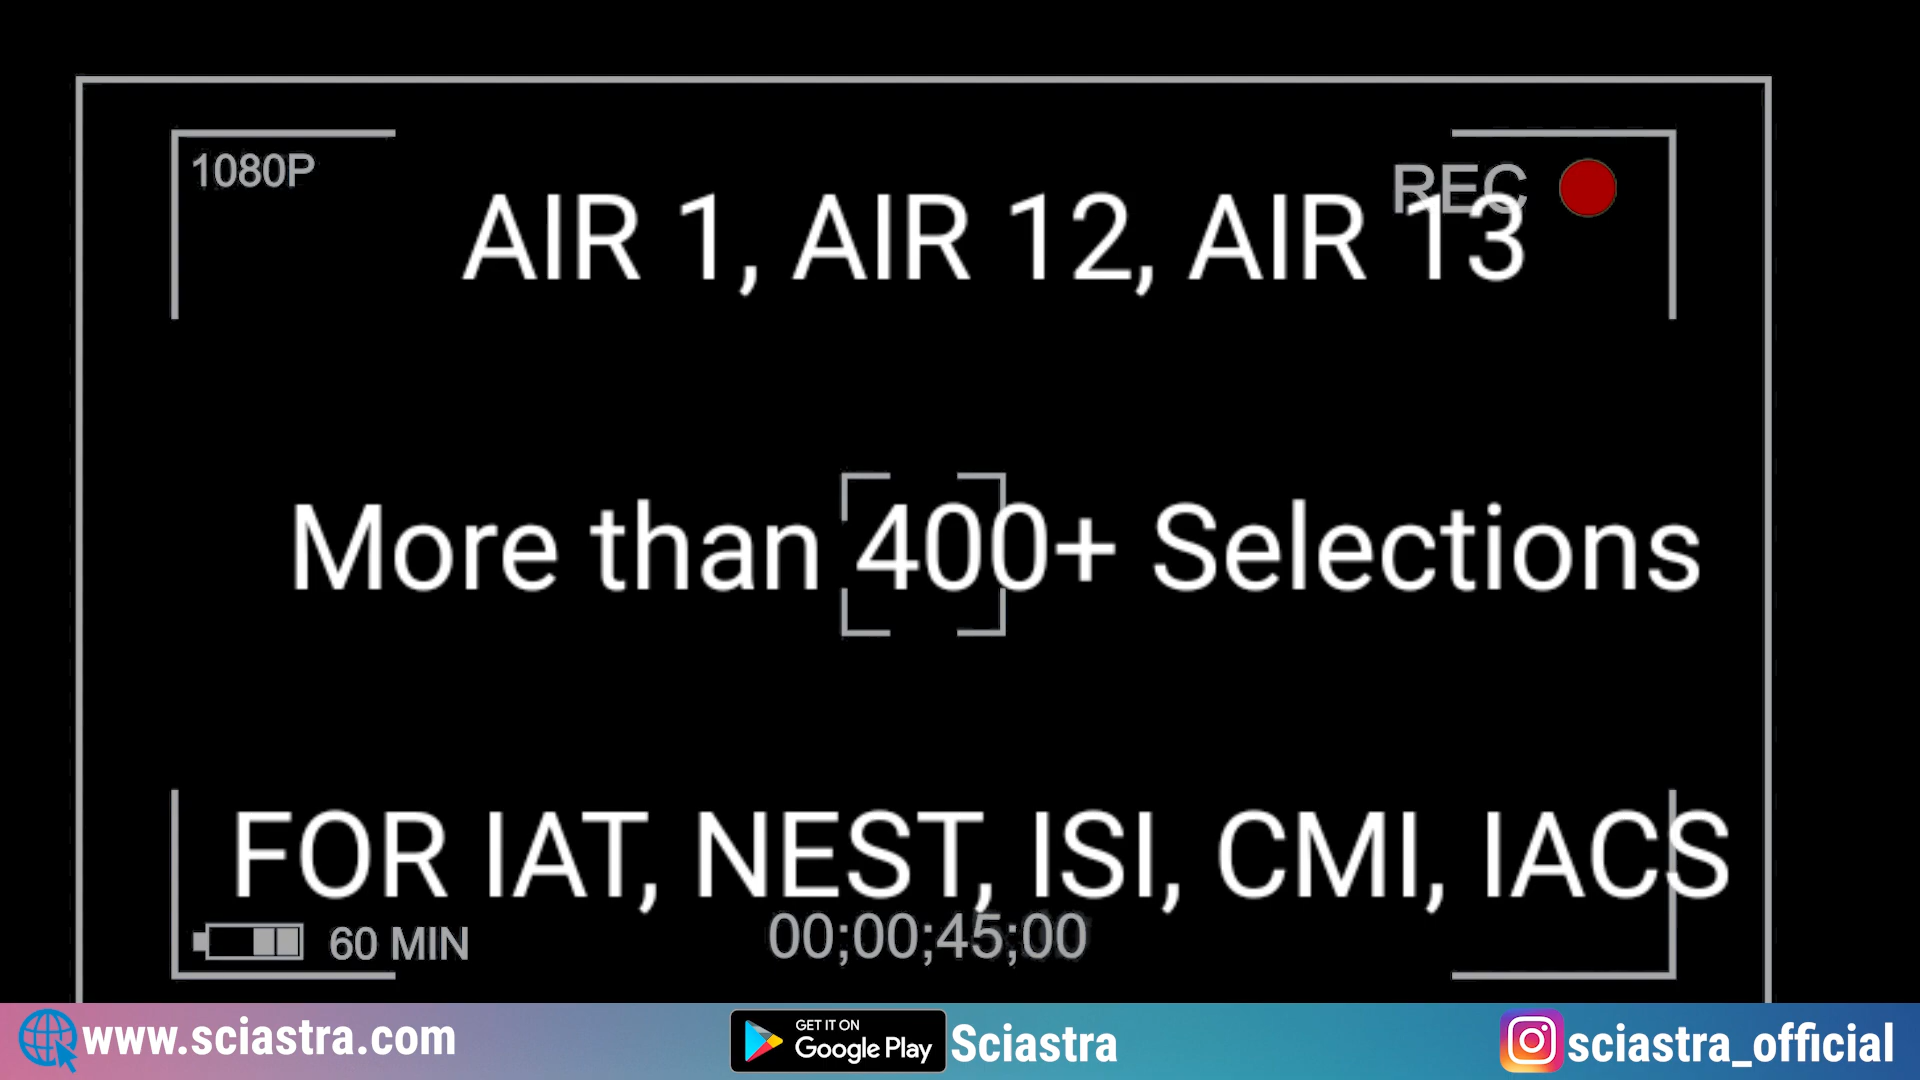 1080P
REC
AIR 1, AIR 12, AIR 13
More than 400+ Selections
FOR IAT, NEST, ISI, CMI, IACS
60 MIN
00;00;45;00
www.sciastra.com
GET IT ON
Google Play
Sciastra
sciastra_official